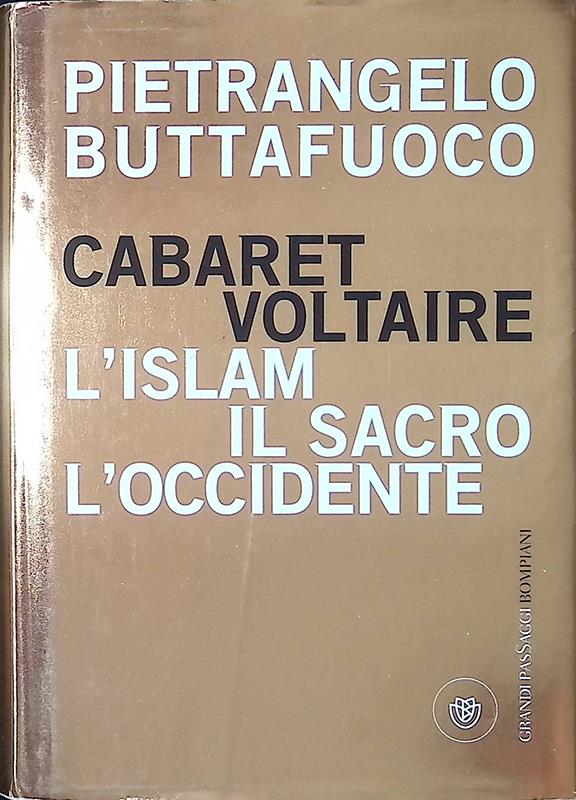 PIETRANGELO
BUTTAFUOCO
CABARET
VOLTAIRE
L'ISLAM
IL SACRO
L'OCCIDENTE
GRANDI PASSAGGI BOMPIANI